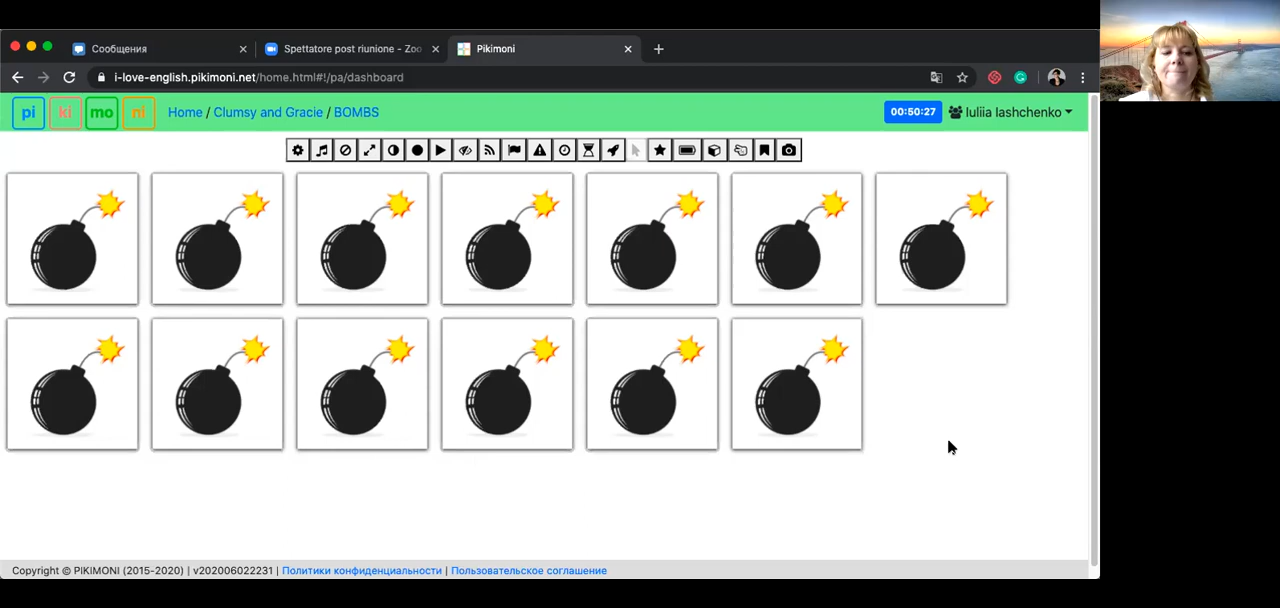 Сообщения
Spettatore post riunione - Zoo
Pikimoni
i-love-english.pikimoni.net/home.html#!/pa/dashboard
pi ki mo ni Home / Clumsy and Gracie / BOMBS 00:50:27 Iuliia Iashchenko
Copyright © PIKIMONI (2015-2020) | v202006022231 | Политики конфиденциальности | Пользовательское соглашение